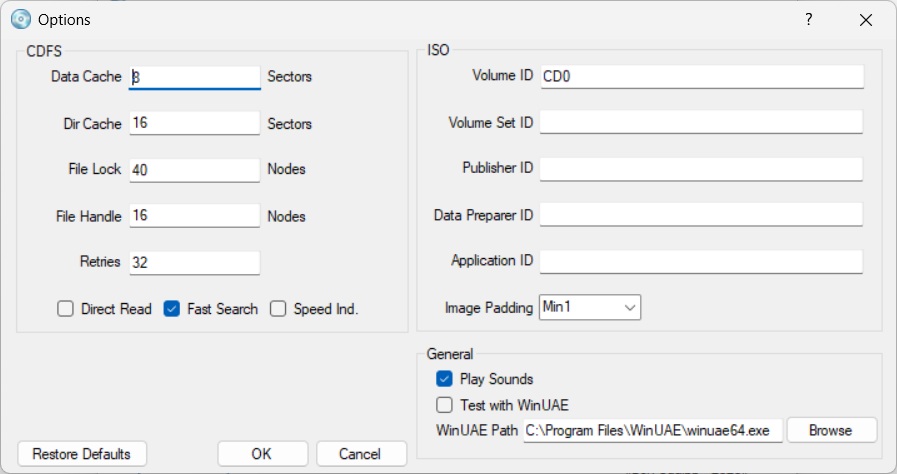 Options
?
CDFS
Data Cache 8 Sectors
Dir Cache 16 Sectors
File Lock 40 Nodes
File Handle 16 Nodes
Retries 32
Direct Read Fast Search Speed Ind.
ISO
Volume ID CD0
Volume Set ID
Publisher ID
Data Preparer ID
Application ID
Image Padding Min1
General
Play Sounds
Test with WinUAE
WinUAE Path C:\Program Files\WinUAE\winuae64.exe Browse
Restore Defaults OK Cancel